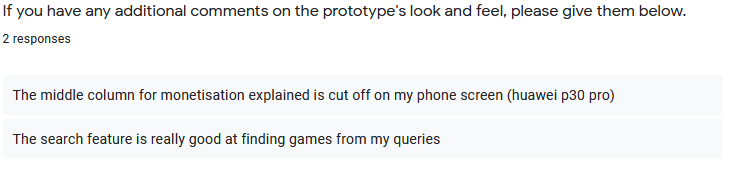 If you have any additional comments on the prototype's look and feel, please give them below.
2 responses
The middle column for monetisation explained is cut off on my phone screen (huawei p30 pro)
The search feature is really good at finding games from my queries